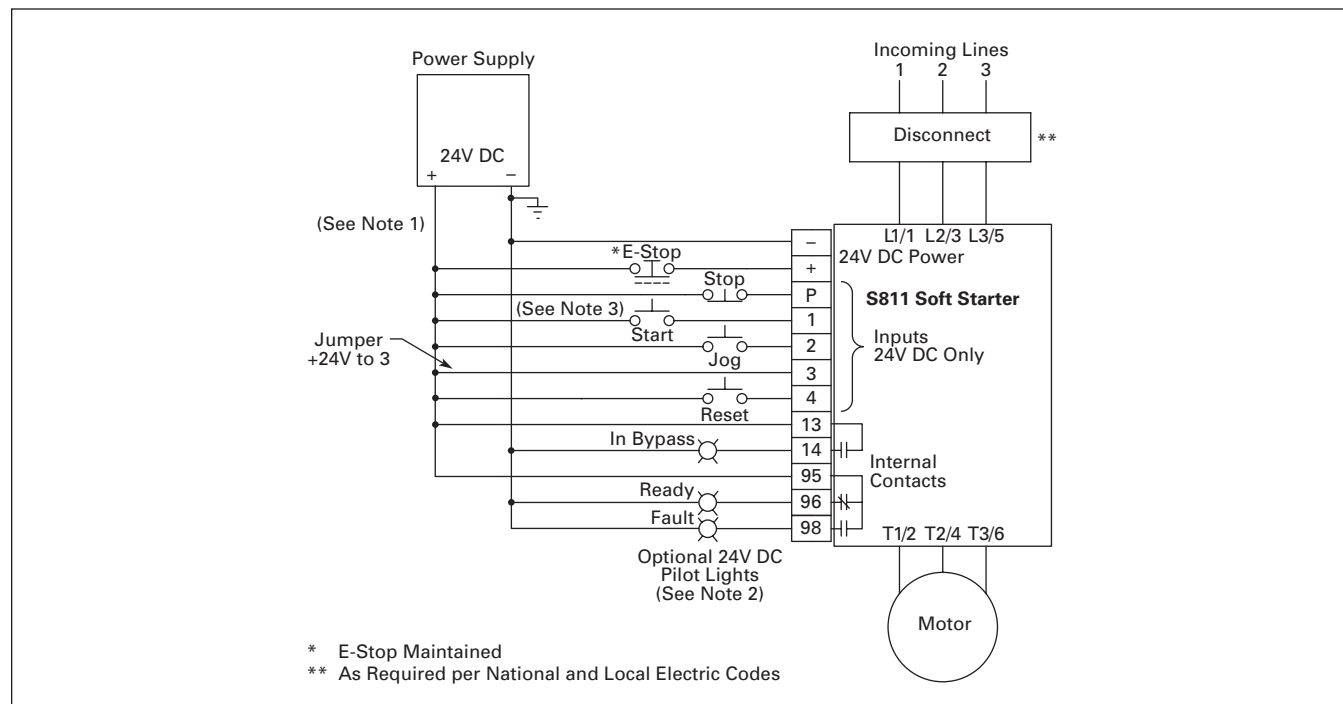 Incoming Lines
1 2 3
Power Supply
Disconnect
**
24V DC
+ −
(See Note 1)
L1/1 L2/3 L3/5
−
24V DC Power
*E-Stop
+
Stop
P
S811 Soft Starter
(See Note 3)
1
Start
Inputs
24V DC Only
Jumper
+24V to 3
2
Jog
3
4
Reset
13
In Bypass
14
Internal
Contacts
95
Ready
96
Fault
98
T1/2 T2/4 T3/6
Optional 24V DC
Pilot Lights
(See Note 2)
Motor
* E-Stop Maintained
** As Required per National and Local Electric Codes